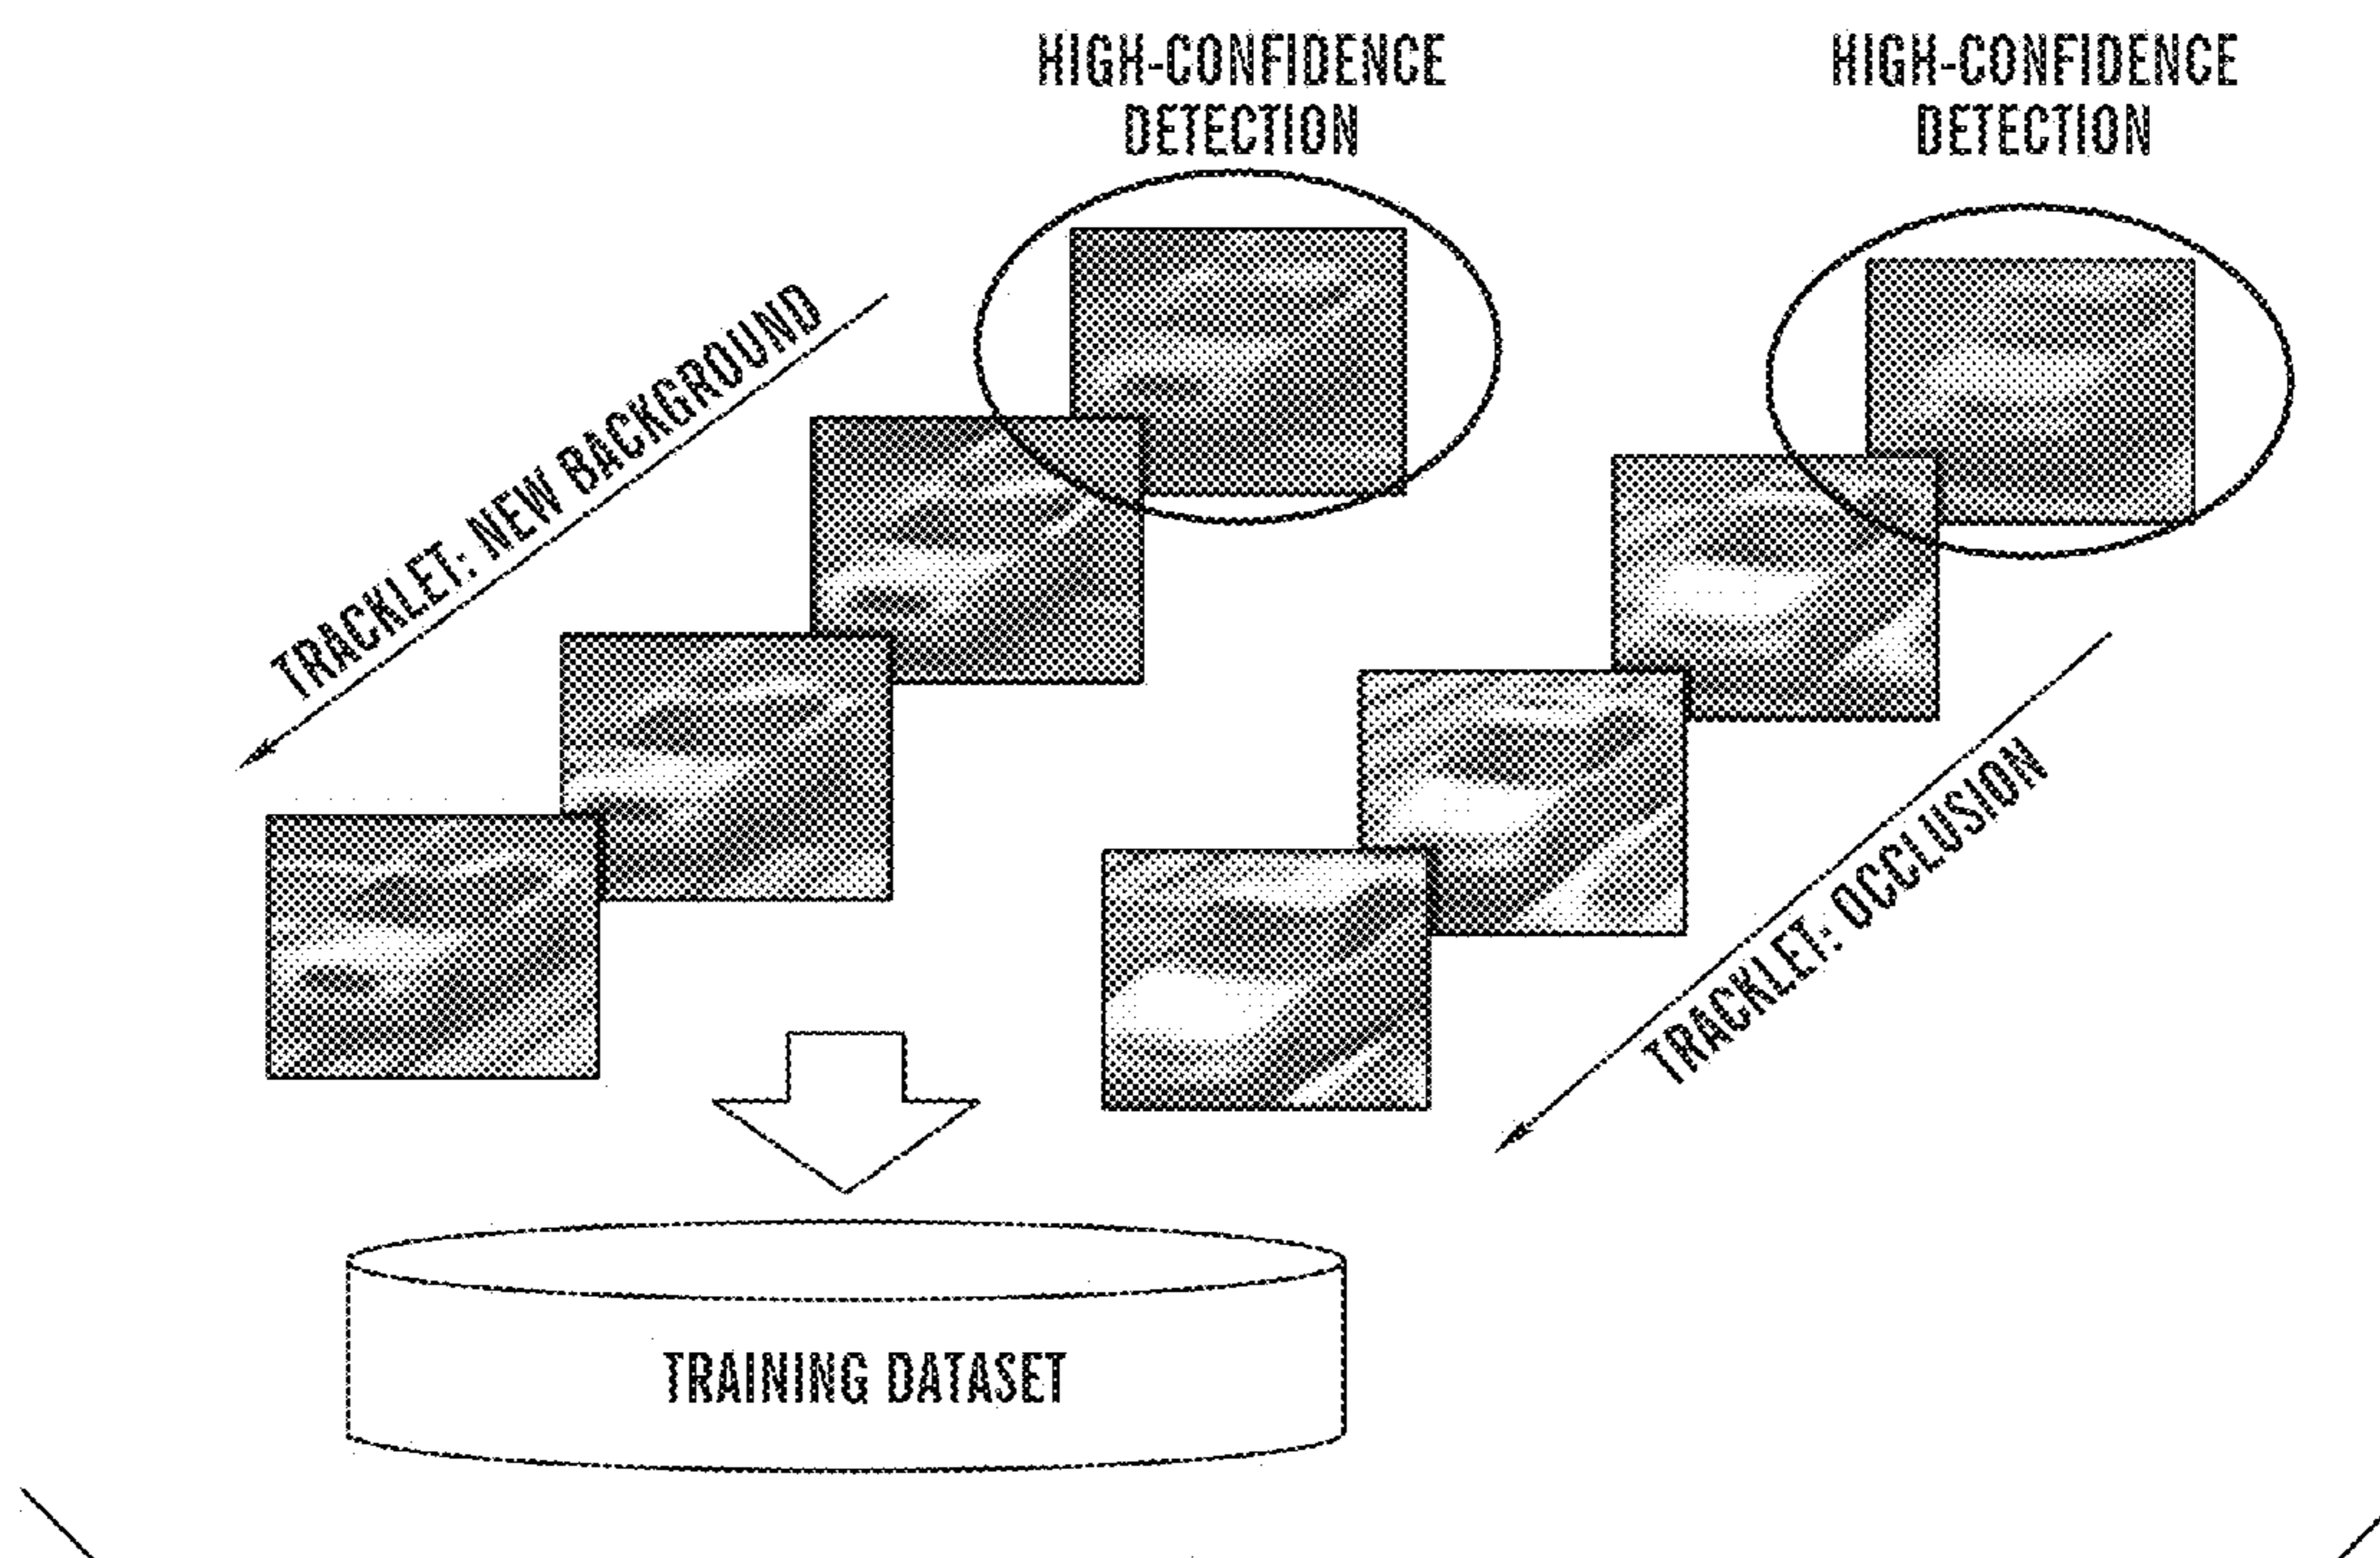 HIGH-CONFIDENCE
DETECTION
HIGH-CONFIDENCE
DETECTION
TRACKLET: NEW BACKGROUND
TRACKLET: OCCLUSION
TRAINING DATASET